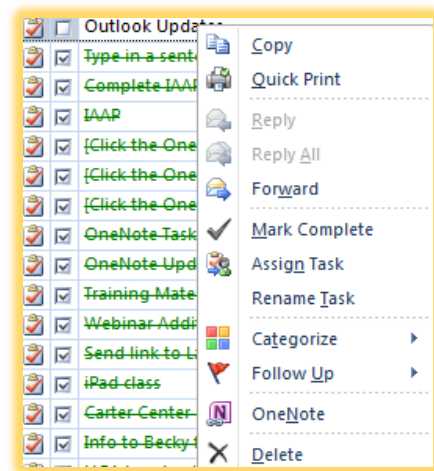 Outlook Updates
Type in a sent
Complete IAAP
IAAP
[Click the One
[Click the One
[Click the One
OneNote Task
OneNote Upd
Training Mate
Webinar Addi
Send link to L
iPad class
Carter Center
Info to Becky
Copy
Quick Print
Reply
Reply All
Forward
Mark Complete
Assign Task
Rename Task
Categorize
Follow Up
OneNote
Delete